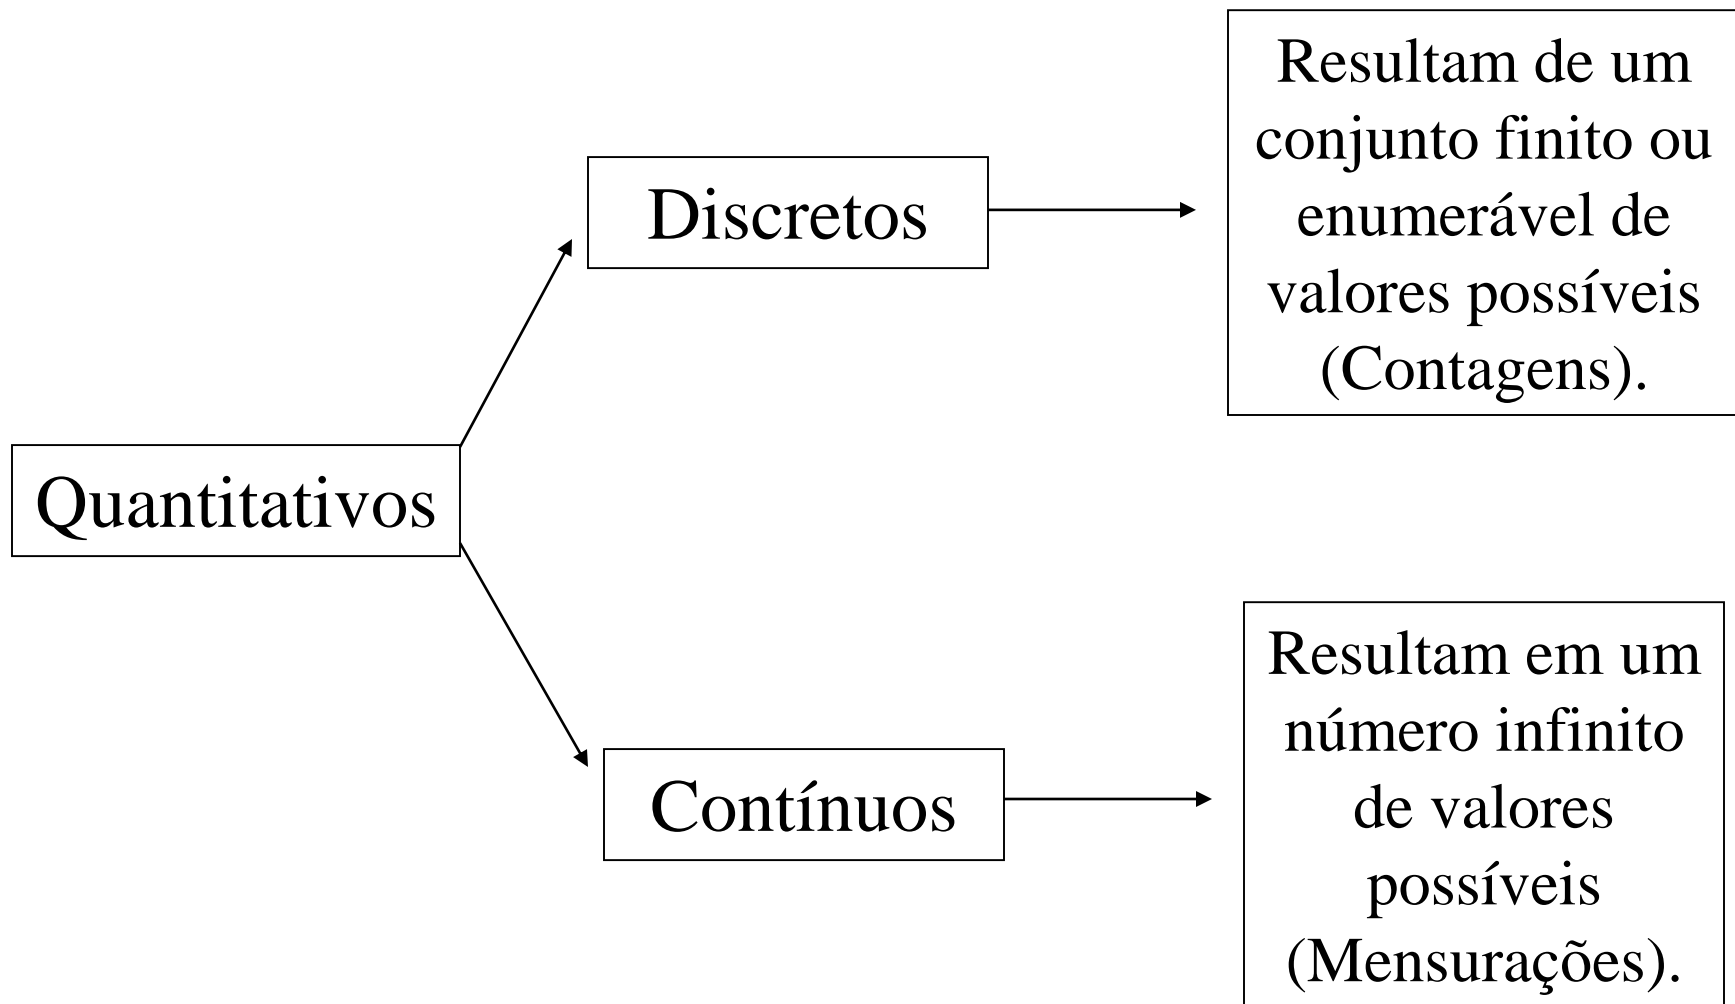 Quantitativos
Discretos
Resultam de um
conjunto finito ou
enumerável de
valores possíveis
(Contagens).
Contínuos
Resultam em um
número infinito
de valores
possíveis
(Mensurações).